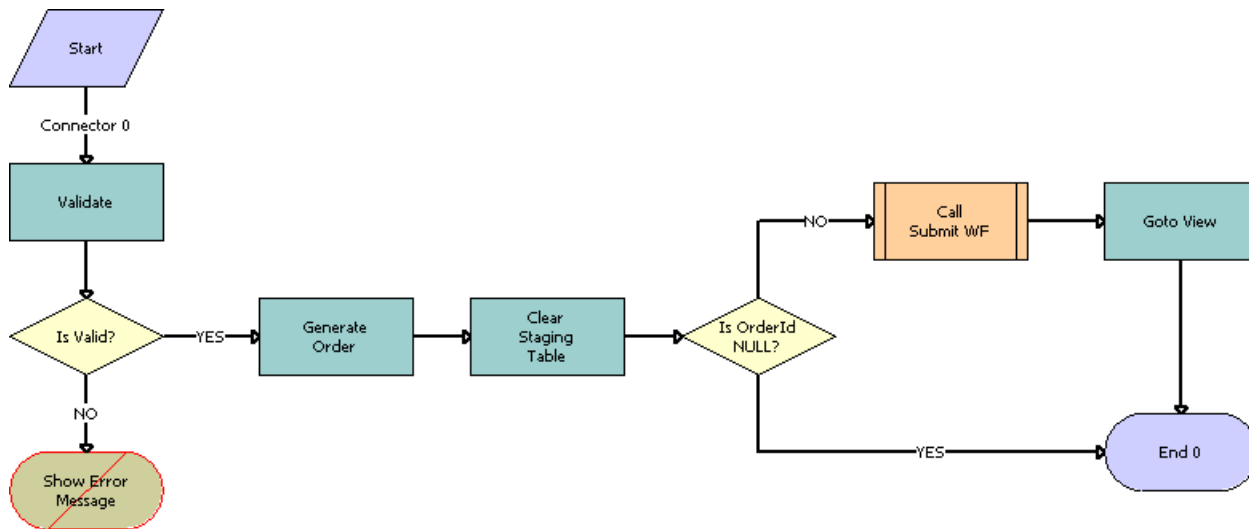 Start
Connector 0
Validate
Is Valid?
YES
NO
Show Error
Message
Generate
Order
Clear
Staging
Table
Is OrderId
NULL?
NO
Call
Submit WF
Goto View
YES
End 0